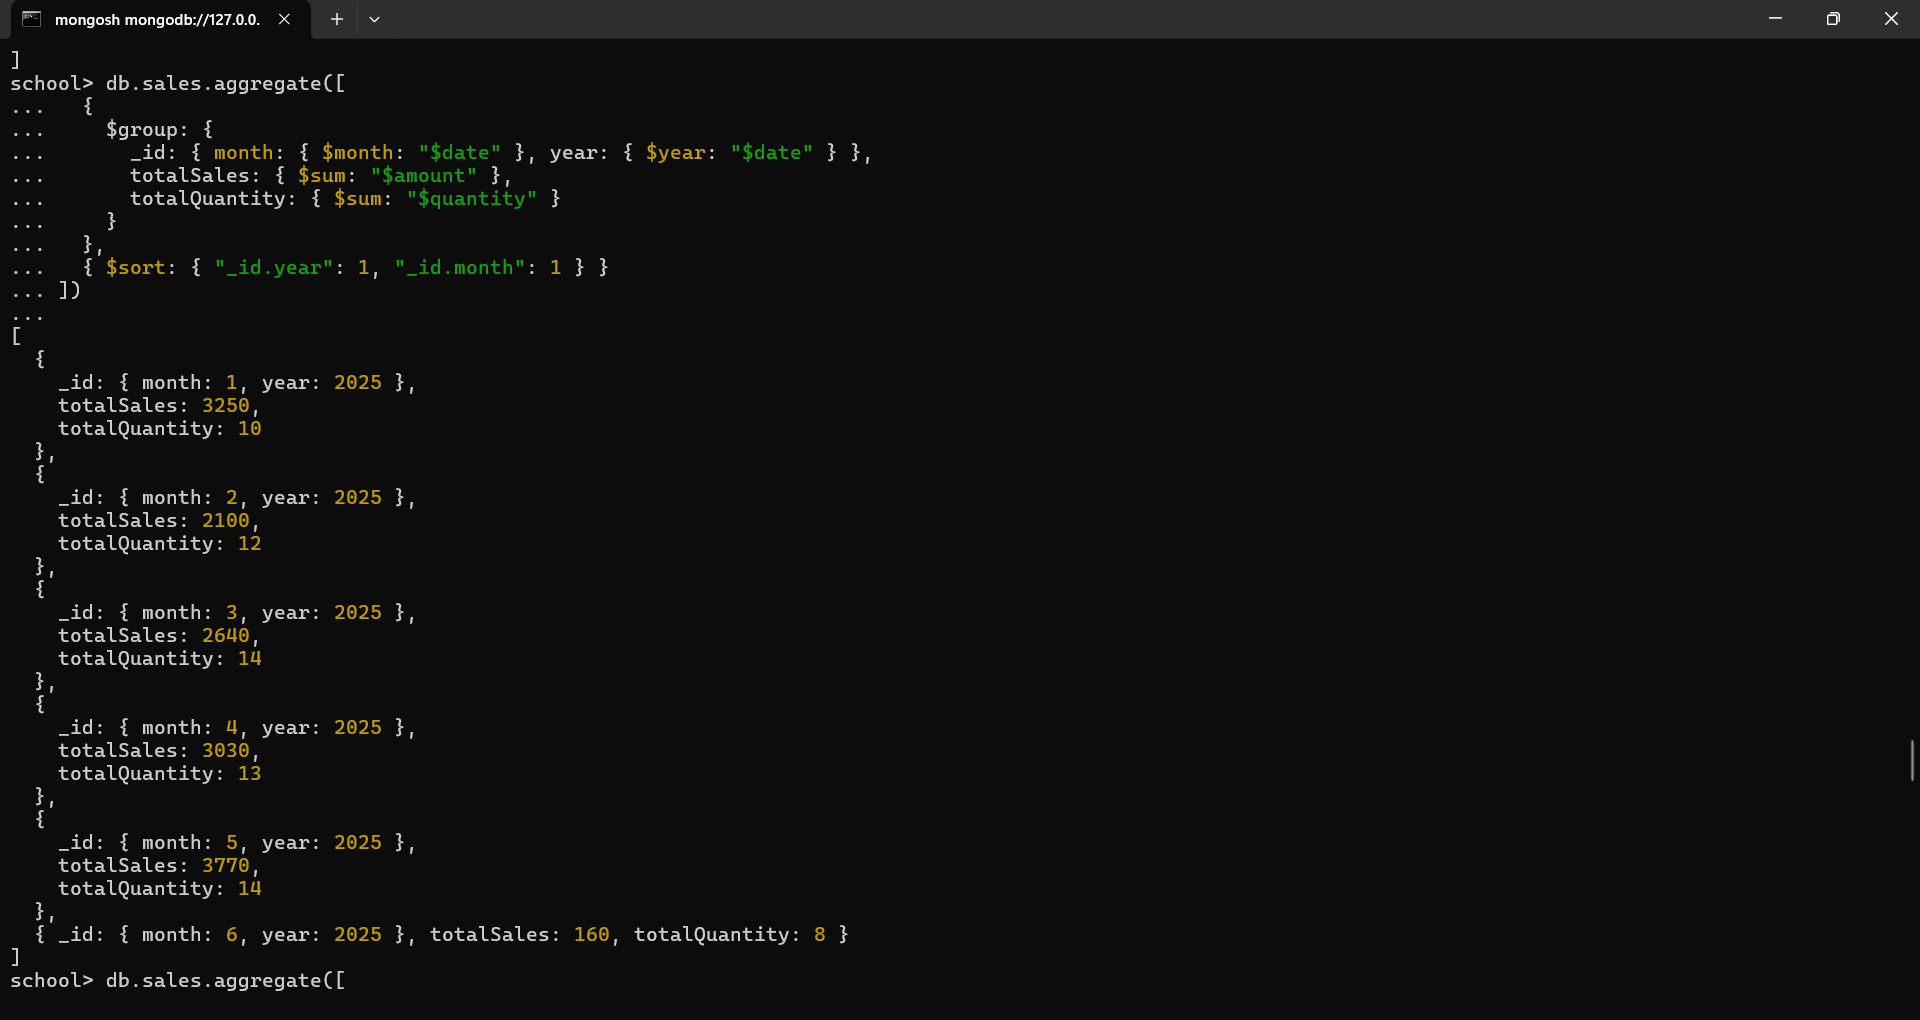 mongosh mongodb://127.0.0.
]
school> db.sales.aggregate([
...   {
...     $group: {
...       _id: { month: { $month: "$date" }, year: { $year: "$date" } },
...       totalSales: { $sum: "$amount" },
...       totalQuantity: { $sum: "$quantity" }
...     }
...   },
...   { $sort: { "_id.year": 1, "_id.month": 1 } }
... ])
...
[
  {
    _id: { month: 1, year: 2025 },
    totalSales: 3250,
    totalQuantity: 10
  },
  {
    _id: { month: 2, year: 2025 },
    totalSales: 2100,
    totalQuantity: 12
  },
  {
    _id: { month: 3, year: 2025 },
    totalSales: 2640,
    totalQuantity: 14
  },
  {
    _id: { month: 4, year: 2025 },
    totalSales: 3030,
    totalQuantity: 13
  },
  {
    _id: { month: 5, year: 2025 },
    totalSales: 3770,
    totalQuantity: 14
  },
  { _id: { month: 6, year: 2025 }, totalSales: 160, totalQuantity: 8 }
]
school> db.sales.aggregate([